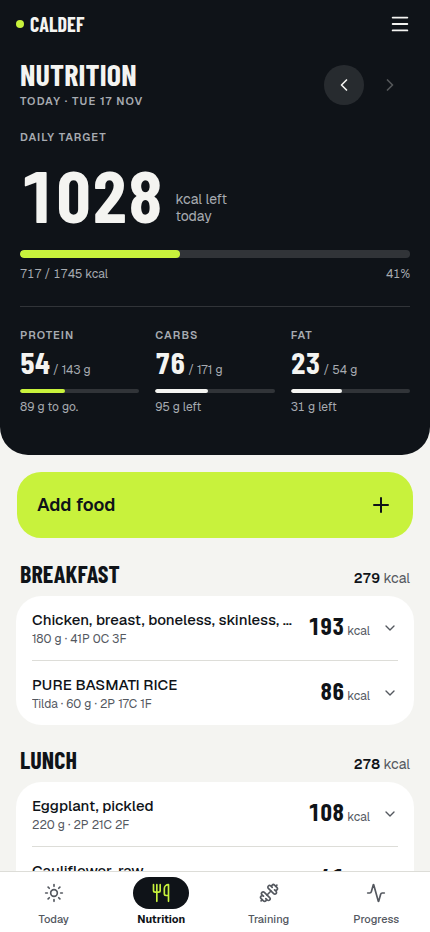 CALDEF
NUTRITION
TODAY · TUE 17 NOV
DAILY TARGET
1028 kcal left today
717 / 1745 kcal 41%
PROTEIN CARBS FAT
54 / 143 g 76 / 171 g 23 / 54 g
89 g to go. 95 g left 31 g left
Add food
BREAKFAST 279 kcal
Chicken, breast, boneless, skinless, ... 193 kcal
180 g · 41P 0C 3F
PURE BASMATI RICE 86 kcal
Tilda · 60 g · 2P 17C 1F
LUNCH 278 kcal
Eggplant, pickled 108 kcal
220 g · 2P 21C 2F
Cauliflower, raw
Today Nutrition Training Progress